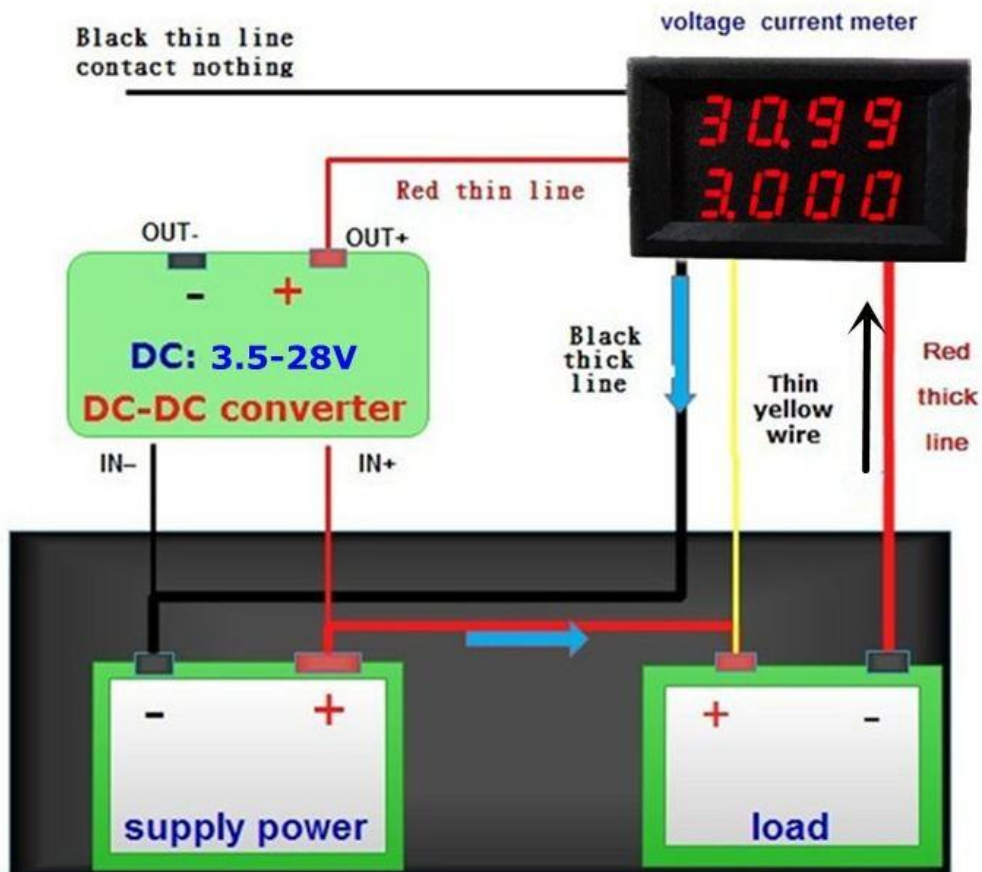 voltage current meter
Black thin line
contact nothing
30.99
3.000
Red thin line
OUT-
OUT+
- +
DC: 3.5-28V
DC-DC converter
IN–
IN+
Black
thick
line
Thin
yellow
wire
Red
thick
line
- +
supply power
+ -
load